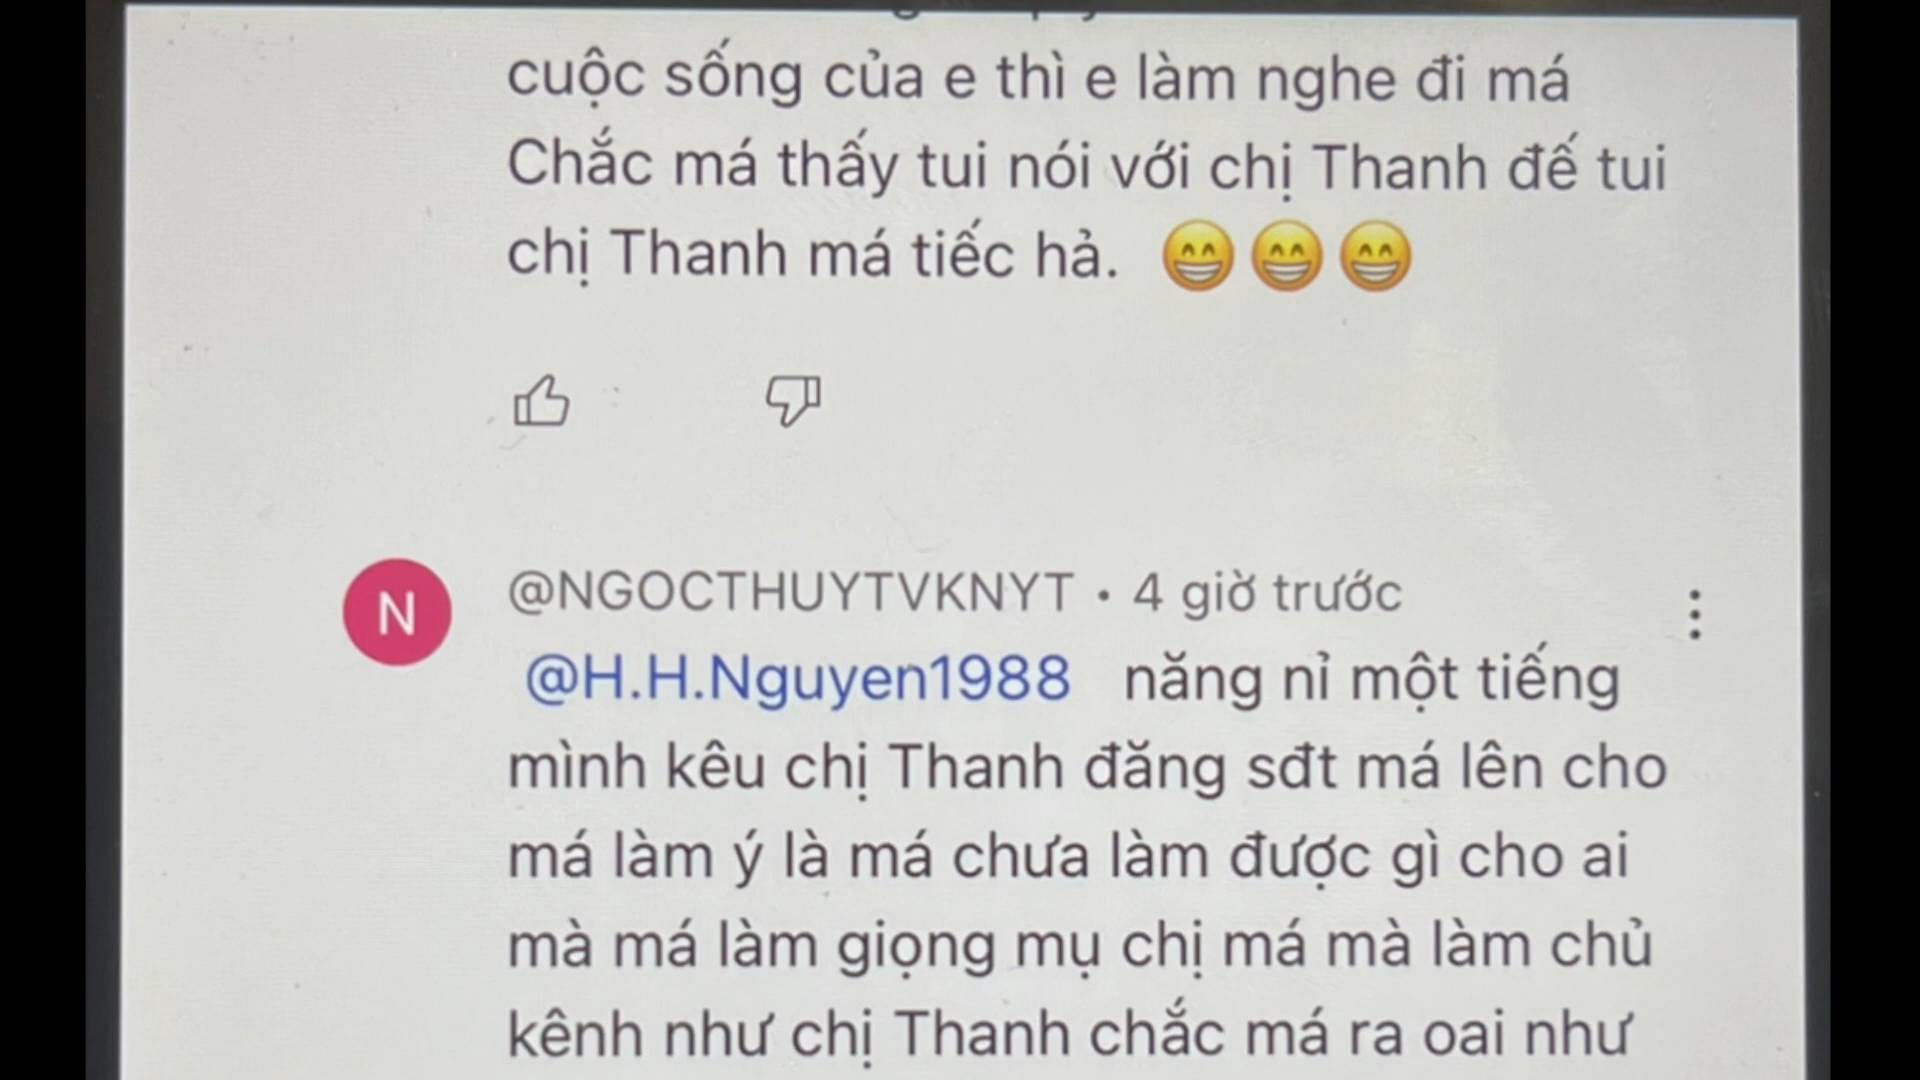 cuộc sống của e thì e làm nghe đi má
Chắc má thấy tui nói với chị Thanh đế tui
chị Thanh má tiếc hả. 😁😁😁
N
@NGOCTHUYTVKNYT • 4 giờ trước
@H.H.Nguyen1988 năng nỉ một tiếng
mình kêu chị Thanh đăng sđt má lên cho
má làm ý là má chưa làm được gì cho ai
mà má làm giọng mụ chị má mà làm chủ
kênh như chị Thanh chắc má ra oai như